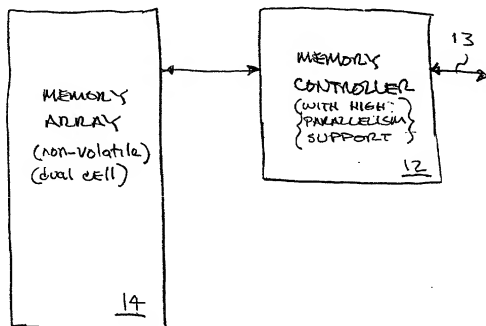 MEMORY
ARRAY
(non-volatile)
(dual cell)
14
MEMORY
CONTROLLER
(WITH HIGH
PARALLELISM
SUPPORT)
12
13